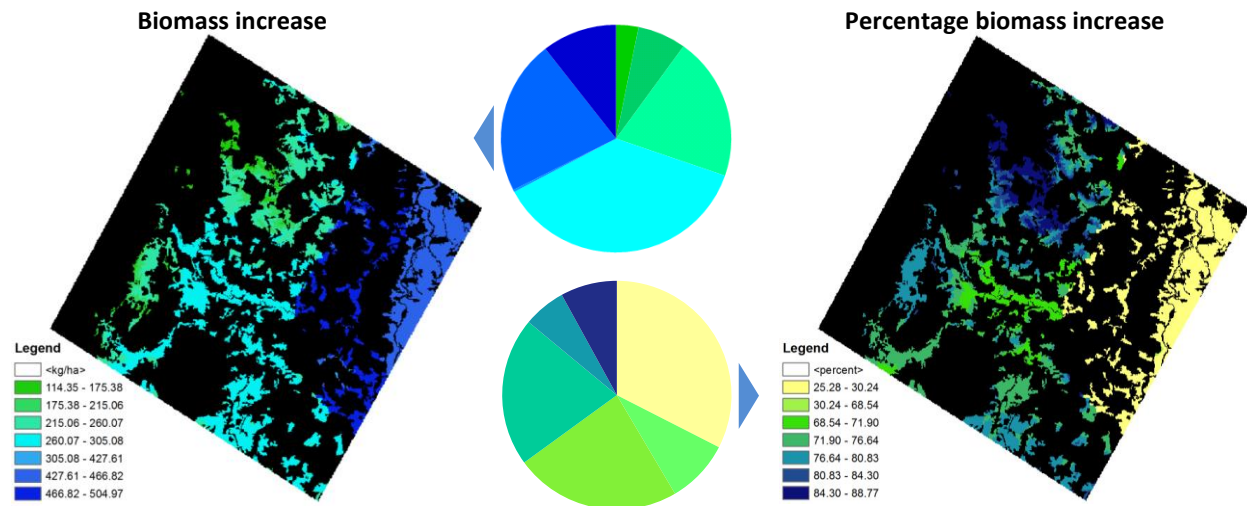 Biomass increase
Percentage biomass increase
Legend
<kg/ha>
114.35 - 175.38
175.38 - 215.06
215.06 - 260.07
260.07 - 305.08
305.08 - 427.61
427.61 - 466.82
466.82 - 504.97
Legend
<percent>
25.28 - 30.24
30.24 - 68.54
68.54 - 71.90
71.90 - 76.64
76.64 - 80.83
80.83 - 84.30
84.30 - 88.77